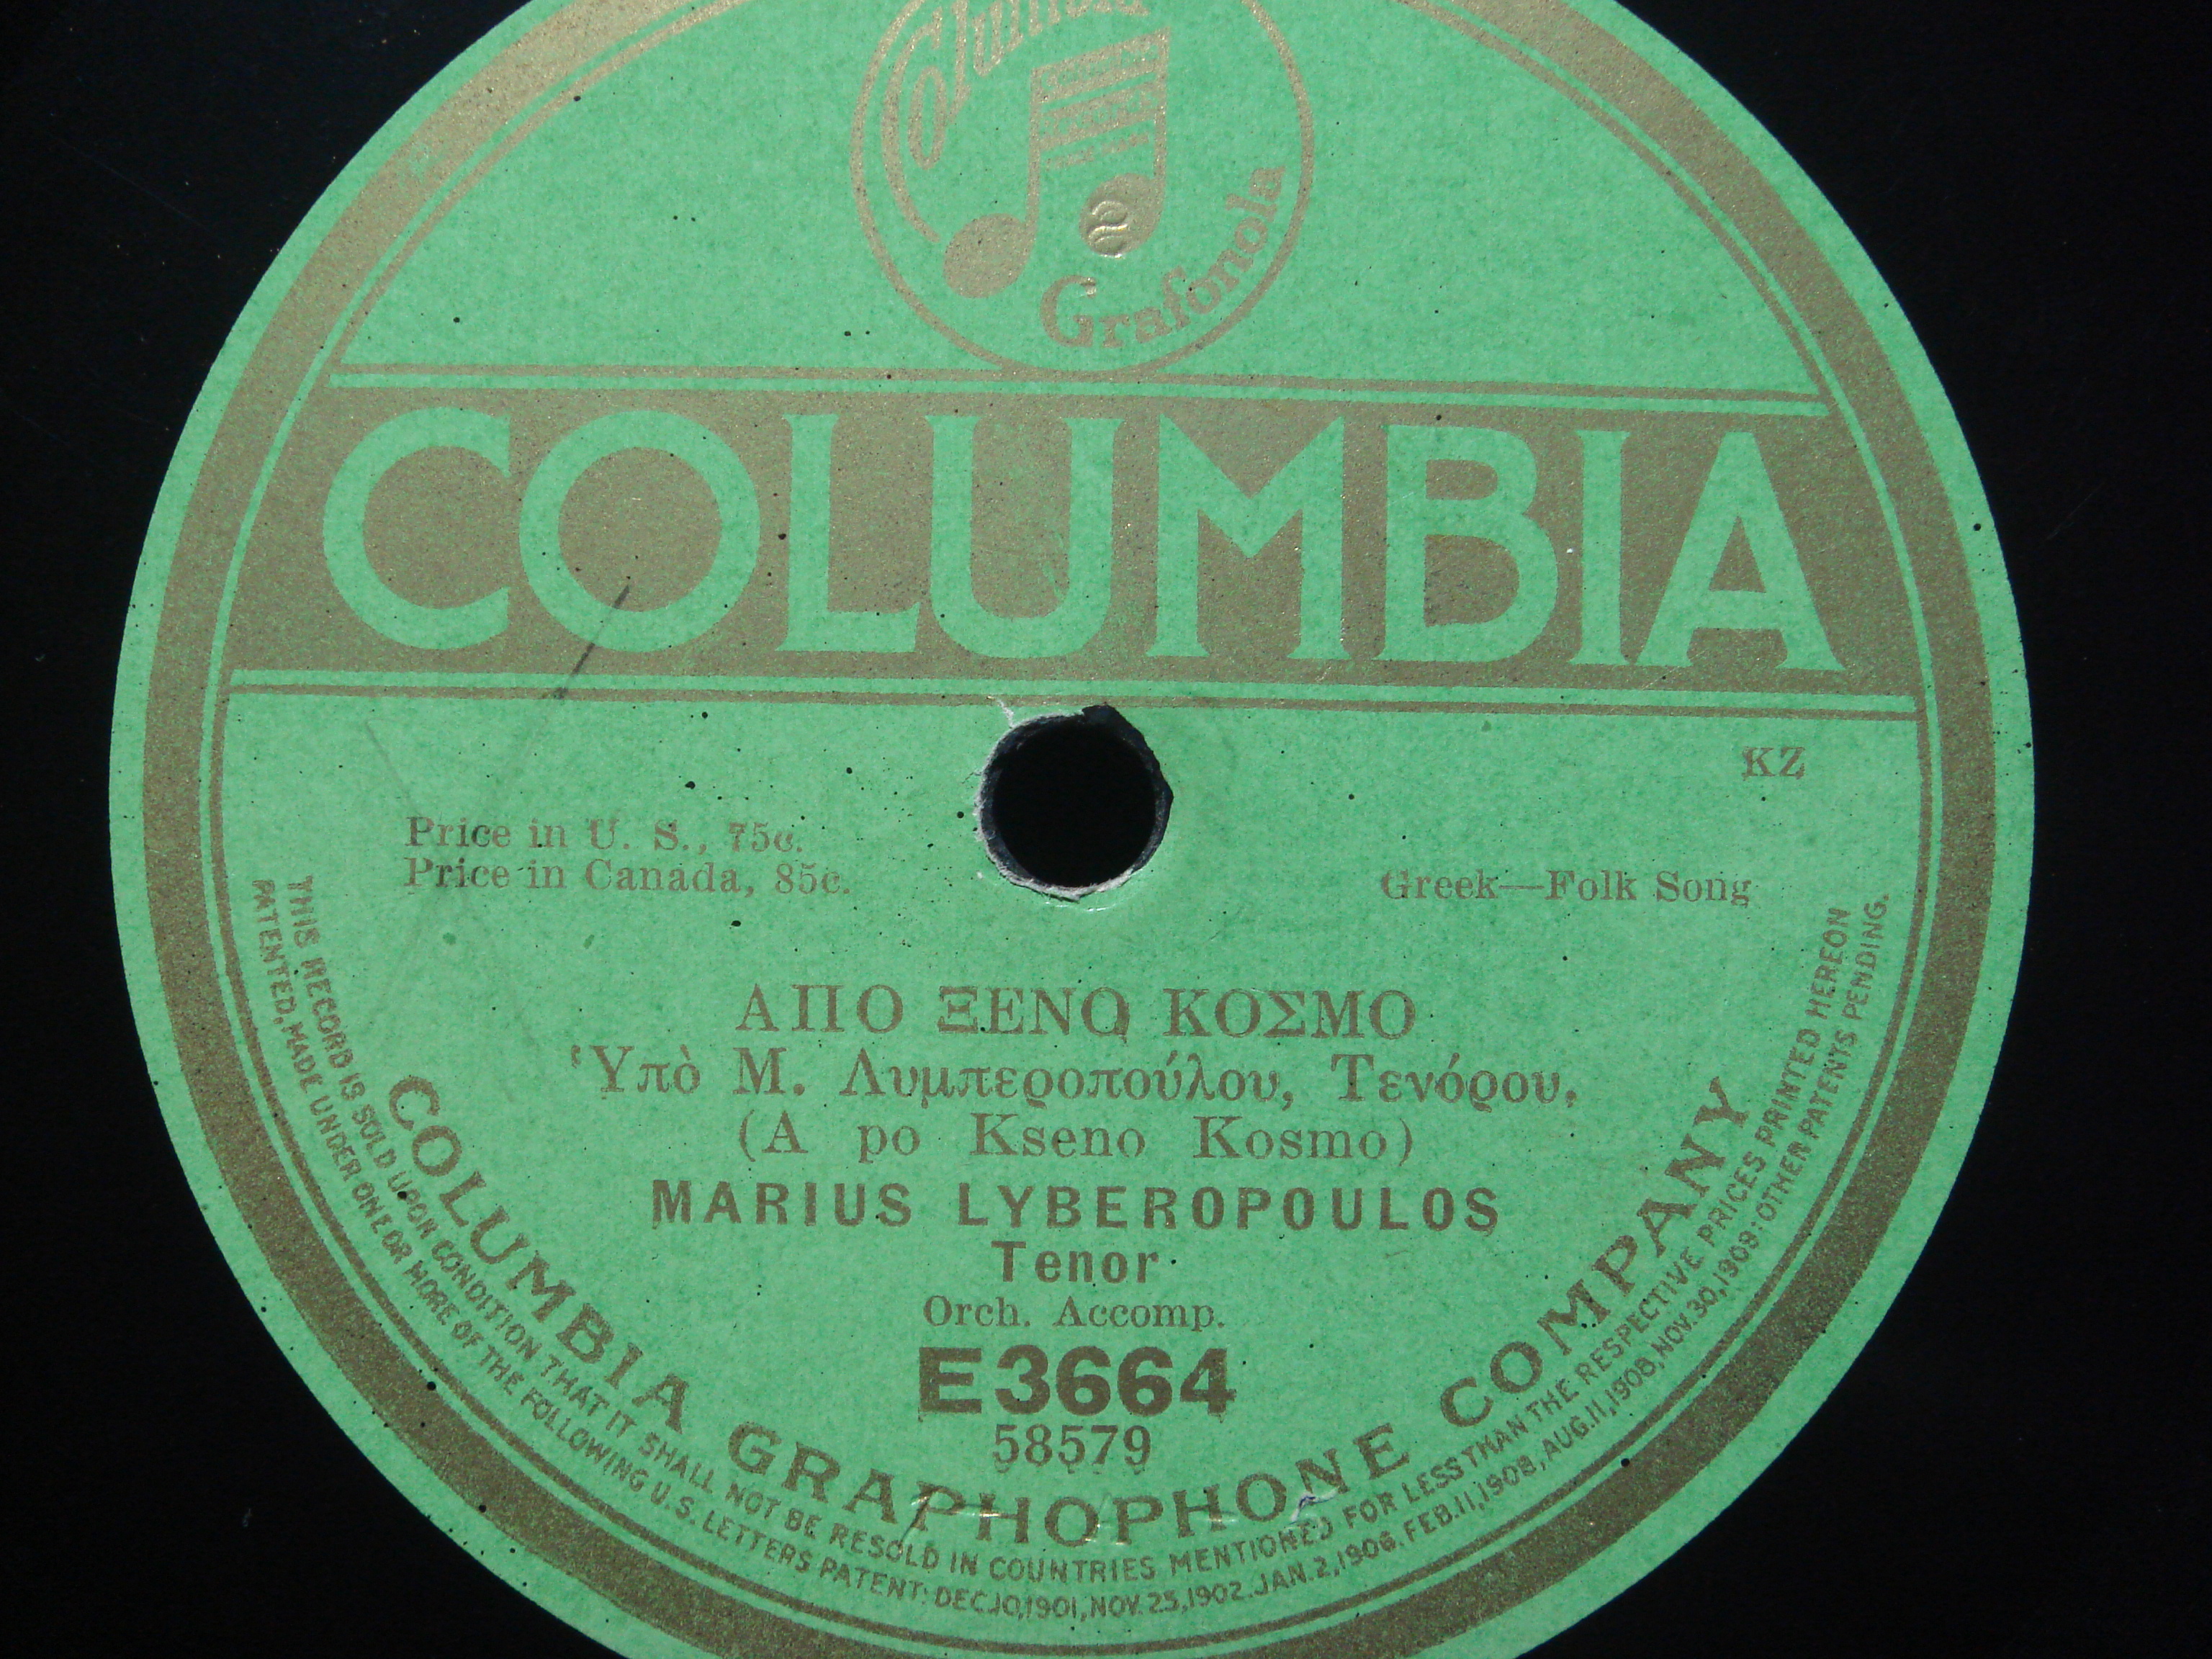 Columbia
Grafonola
COLUMBIA
KZ
Price in U. S., 75c.
Price in Canada, 85c.
Greek—Folk Song
ΑΠΟ ΞΕΝΟ ΚΟΣΜΟ
Ὑπὸ Μ. Λυμπεροπούλου, Τενόρου.
(A po Kseno Kosmo)
MARIUS LYBEROPOULOS
Tenor
Orch. Accomp.
E3664
58579
COLUMBIA GRAPHOPHONE COMPANY
THIS RECORD IS SOLD UPON CONDITION THAT IT SHALL NOT BE RESOLD IN COUNTRIES MENTIONED FOR LESS THAN THE RESPECTIVE PRICES PRINTED HEREON
PATENTED, MADE UNDER ONE OR MORE OF THE FOLLOWING U.S. LETTERS PATENT: DEC.10,1901, NOV. 25,1902. JAN. 2,1906. FEB.11,1908, AUG.11,1908, NOV.30,1909: OTHER PATENTS PENDING.